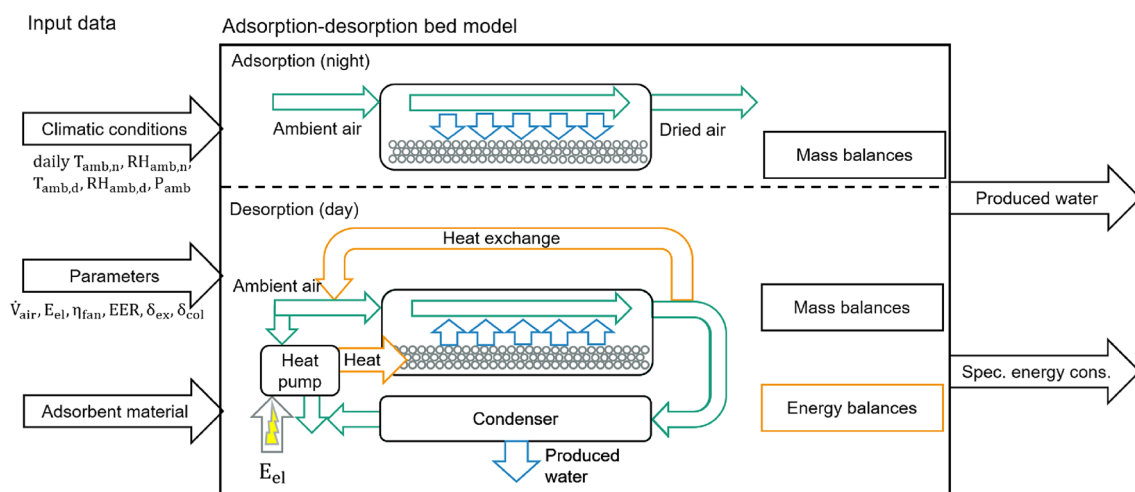 Input data
Adsorption-desorption bed model
Adsorption (night)
Climatic conditions
daily T_amb,n, RH_amb,n,
T_amb,d, RH_amb,d, P_amb
Ambient air
Dried air
Mass balances
Produced water
Desorption (day)
Heat exchange
Parameters
V̇_air, E_el, η_fan, EER, δ_ex, δ_col
Ambient air
Mass balances
Heat
pump
Heat
Spec. energy cons.
Adsorbent material
Condenser
Energy balances
E_el
Produced
water